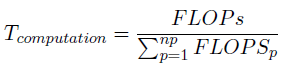 T_{computation} = \frac{FLOPs}{\sum_{p=1}^{np} FLOPS_p}